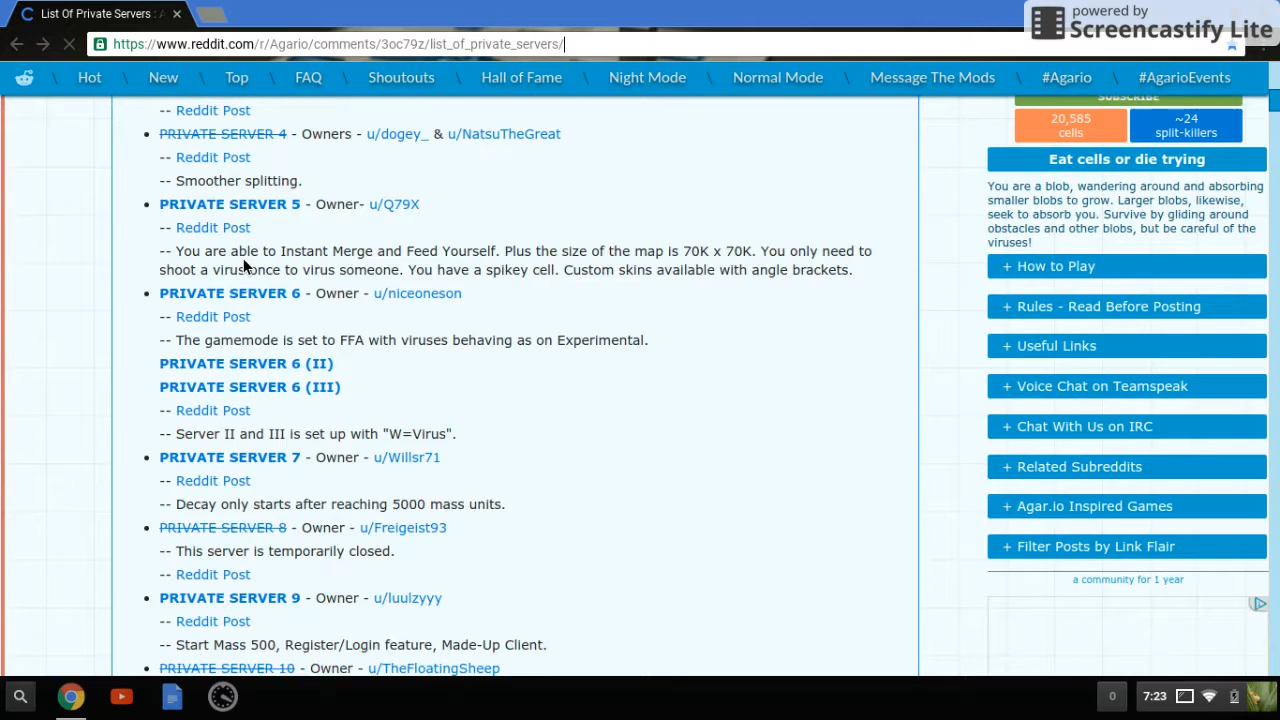 List Of Private Servers : A
powered by
Screencastify Lite
https://www.reddit.com/r/Agario/comments/3oc79z/list_of_private_servers/
Hot \ New \ Top \ FAQ \ Shoutouts \ Hall of Fame \ Night Mode \ Normal Mode \ Message The Mods \ #Agario \ #AgarioEvents
-- Reddit Post
• PRIVATE SERVER 4 - Owners - u/dogey_ & u/NatsuTheGreat
-- Reddit Post
-- Smoother splitting.
• PRIVATE SERVER 5 - Owner- u/Q79X
-- Reddit Post
-- You are able to Instant Merge and Feed Yourself. Plus the size of the map is 70K x 70K. You only need to
shoot a virus once to virus someone. You have a spikey cell. Custom skins available with angle brackets.
• PRIVATE SERVER 6 - Owner - u/niceoneson
-- Reddit Post
-- The gamemode is set to FFA with viruses behaving as on Experimental.
PRIVATE SERVER 6 (II)
PRIVATE SERVER 6 (III)
-- Reddit Post
-- Server II and III is set up with "W=Virus".
• PRIVATE SERVER 7 - Owner - u/Willsr71
-- Reddit Post
-- Decay only starts after reaching 5000 mass units.
• PRIVATE SERVER 8 - Owner - u/Freigeist93
-- This server is temporarily closed.
-- Reddit Post
• PRIVATE SERVER 9 - Owner - u/luulzyyy
-- Reddit Post
-- Start Mass 500, Register/Login feature, Made-Up Client.
• PRIVATE SERVER 10 - Owner - u/TheFloatingSheep
SUBSCRIBE
20,585
cells
~24
split-killers
Eat cells or die trying
You are a blob, wandering around and absorbing
smaller blobs to grow. Larger blobs, likewise,
seek to absorb you. Survive by gliding around
obstacles and other blobs, but be careful of the
viruses!
+ How to Play
+ Rules - Read Before Posting
+ Useful Links
+ Voice Chat on Teamspeak
+ Chat With Us on IRC
+ Related Subreddits
+ Agar.io Inspired Games
+ Filter Posts by Link Flair
a community for 1 year
0
7:23